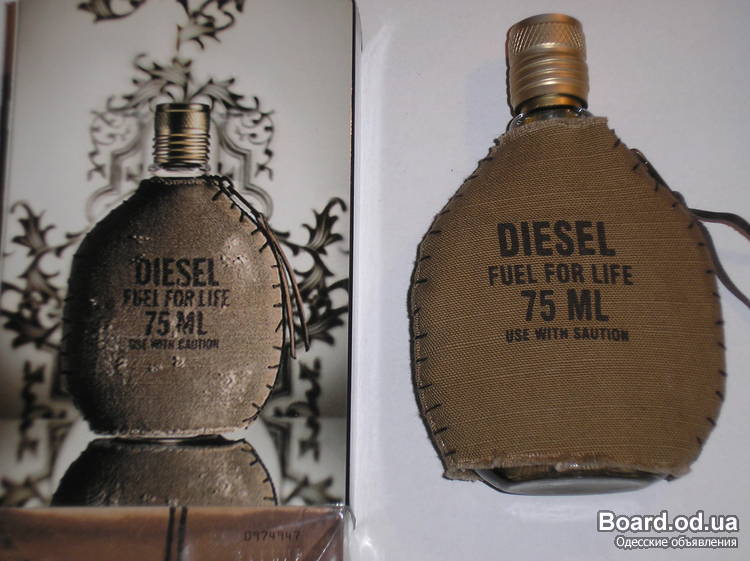 DIESEL
FUEL FOR LIFE
75 ML
USE WITH SAUTION
0974947
DIESEL
FUEL FOR LIFE
75 ML
USE WITH SAUTION
Board.od.ua
Одесские объявления